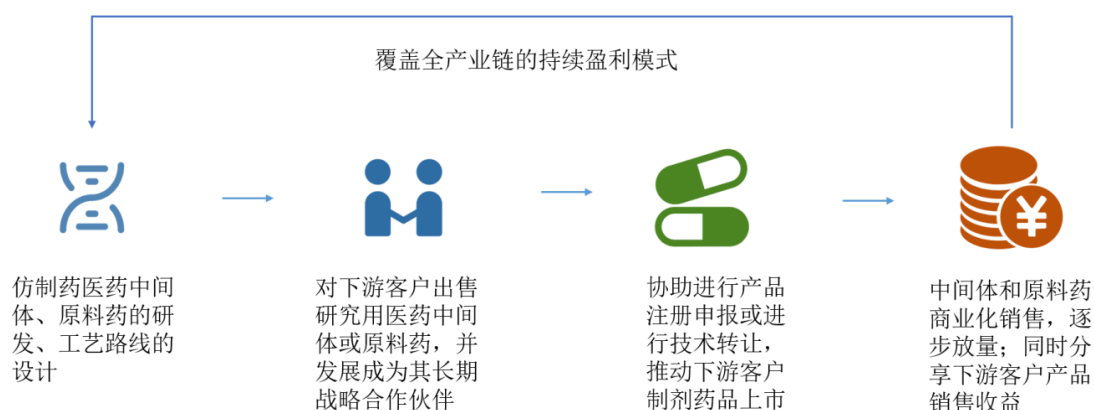 覆盖全产业链的持续盈利模式
¥
仿制药医药中间
体、原料药的研
发、工艺路线的
设计
对下游客户出售
研究用医药中间
体或原料药，并
发展成为其长期
战略合作伙伴
协助进行产品
注册申报或进
行技术转让，
推动下游客户
制剂药品上市
中间体和原料药
商业化销售，逐
步放量；同时分
享下游客户产品
销售收益